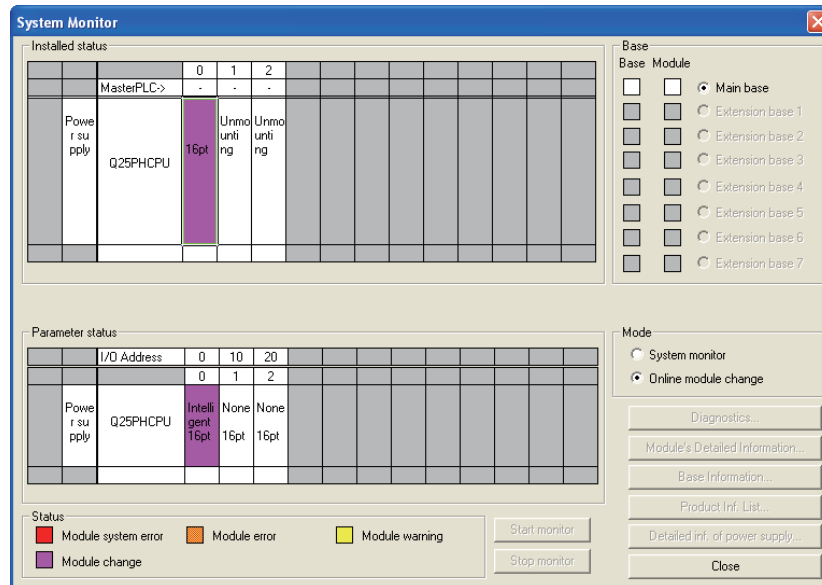 System Monitor
Installed status
0 1 2
MasterPLC-> - - -
Powe
r su
pply
Q25PHCPU
16pt
Unmo
unti
ng
Unmo
unti
ng
Base
Base Module
Main base
Extension base 1
Extension base 2
Extension base 3
Extension base 4
Extension base 5
Extension base 6
Extension base 7
Parameter status
I/O Address 0 10 20
0 1 2
Powe
r su
pply
Q25PHCPU
Intelli
gent
16pt
None
16pt
None
16pt
Mode
System monitor
Online module change
Diagnostics...
Module's Detailed Information...
Base Information...
Product Inf. List...
Detailed inf. of power supply...
Close
Status
Module system error
Module error
Module warning
Module change
Start monitor
Stop monitor